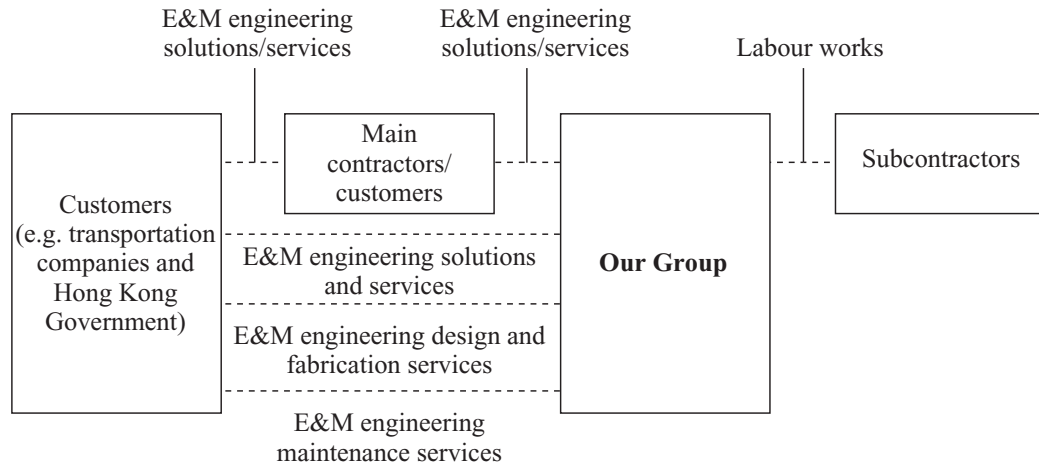 E&M engineering
solutions/services
E&M engineering
solutions/services
Labour works
Customers
(e.g. transportation
companies and
Hong Kong
Government)
Main
contractors/
customers
E&M engineering solutions
and services
E&M engineering design and
fabrication services
E&M engineering
maintenance services
Our Group
Subcontractors